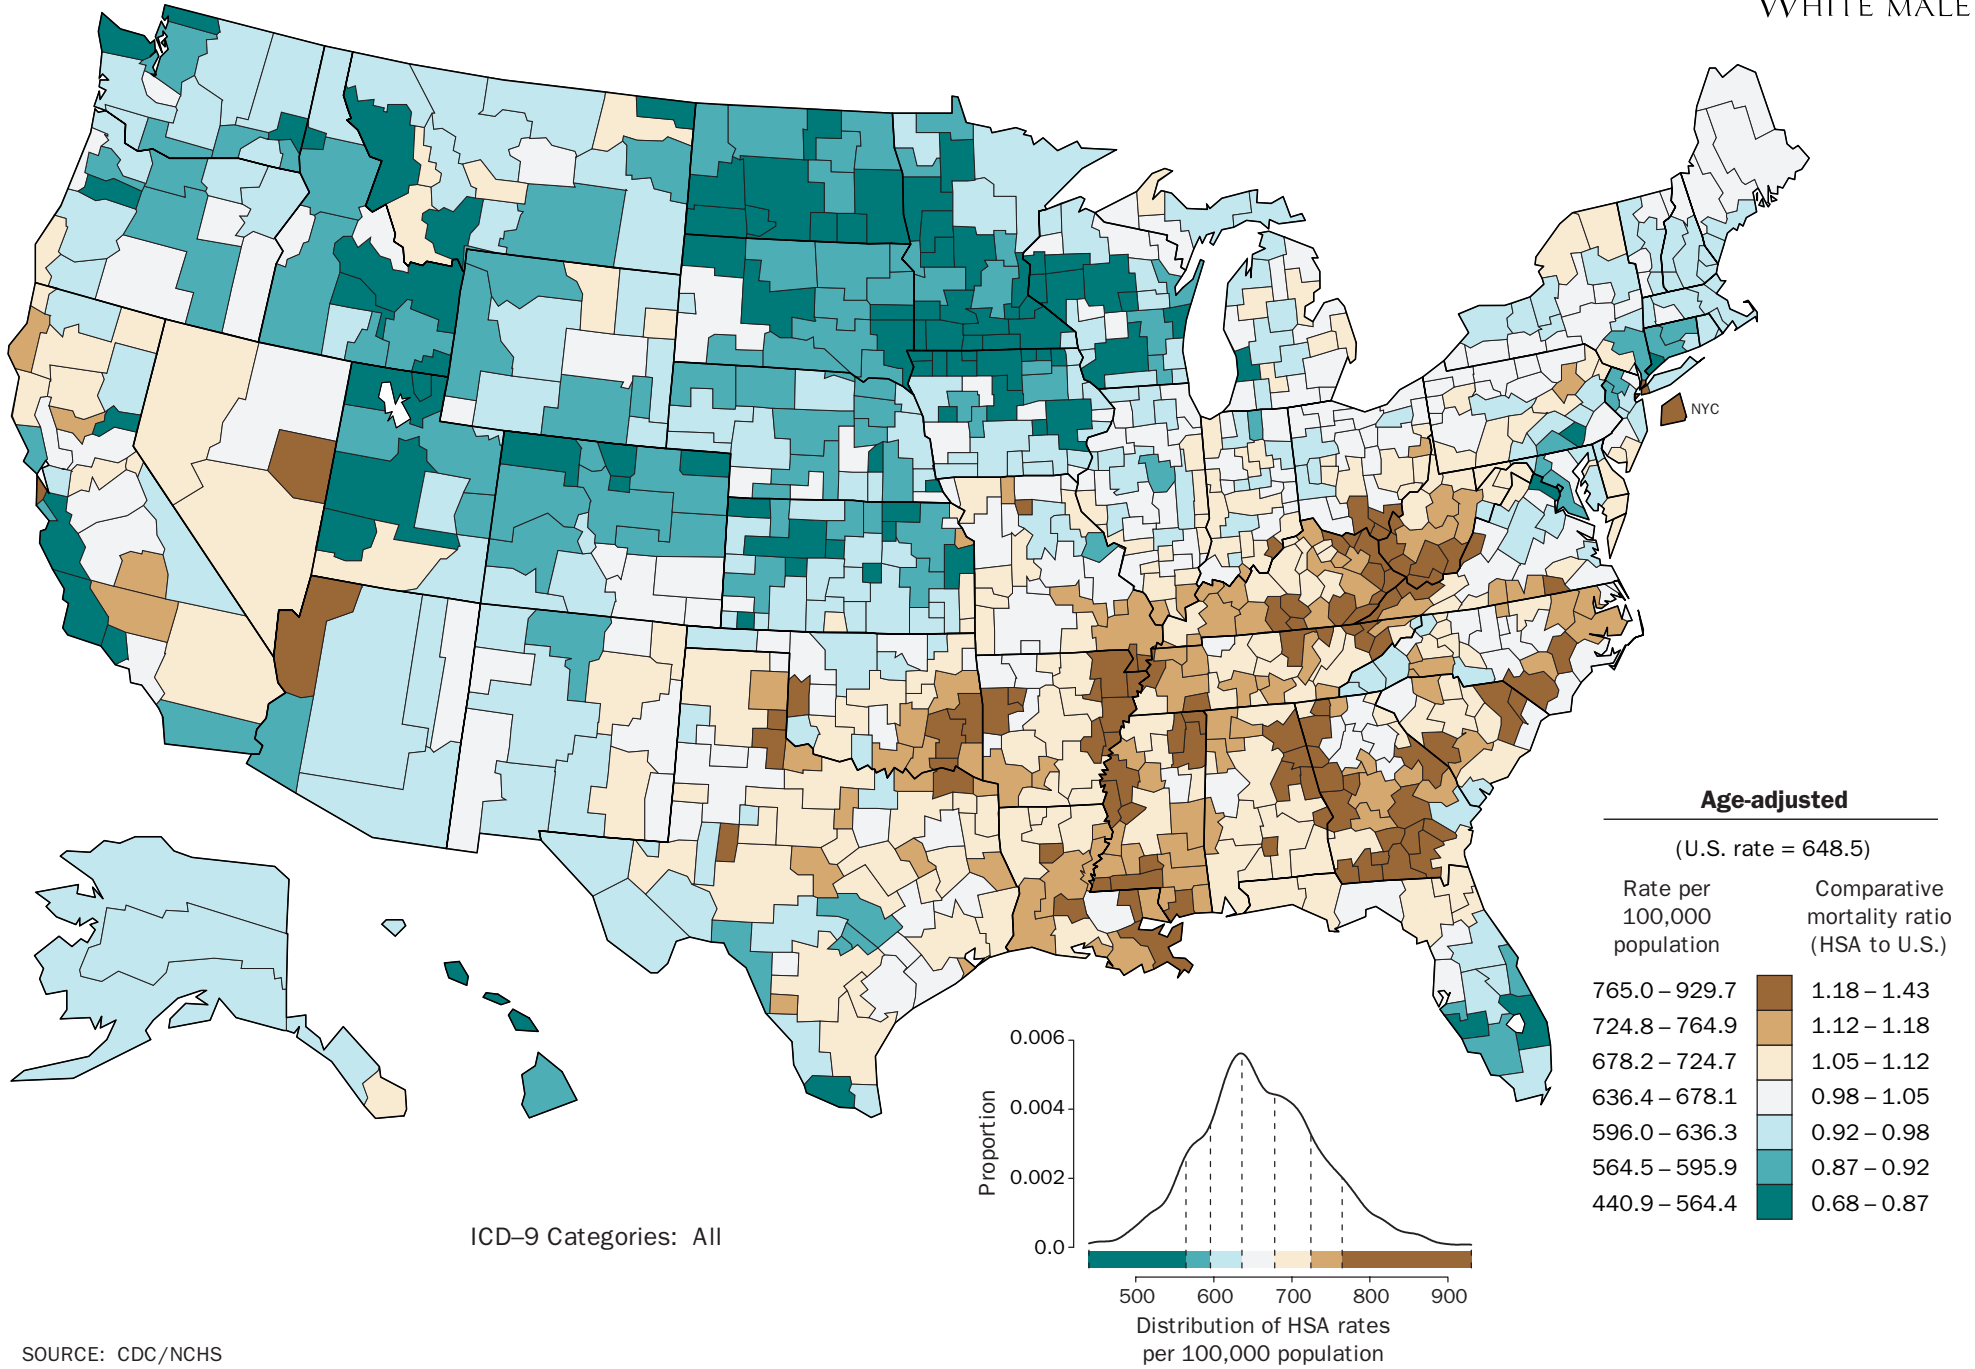 WHITE MALE
NYC
Age-adjusted
(U.S. rate = 648.5)
Rate per
100,000
population
Comparative
mortality ratio
(HSA to U.S.)
765.0 – 929.7 1.18 – 1.43
724.8 – 764.9 1.12 – 1.18
678.2 – 724.7 1.05 – 1.12
636.4 – 678.1 0.98 – 1.05
596.0 – 636.3 0.92 – 0.98
564.5 – 595.9 0.87 – 0.92
440.9 – 564.4 0.68 – 0.87
Proportion
0.006
0.004
0.002
0.0
500 600 700 800 900
Distribution of HSA rates
per 100,000 population
ICD–9 Categories: All
SOURCE: CDC/NCHS